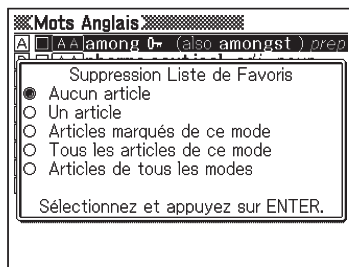 Mots Anglais
A AA among (also amongst) prep
Suppression Liste de Favoris
Aucun article
Un article
Articles marqués de ce mode
Tous les articles de ce mode
Articles de tous les modes
Sélectionnez et appuyez sur ENTER.